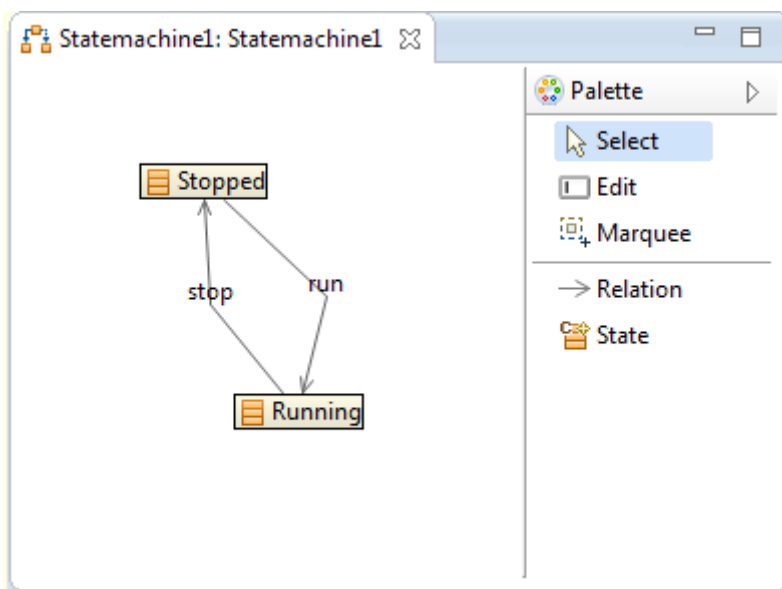 Statemachine1: Statemachine1
Palette
Select
Edit
Marquee
Relation
State
Stopped
stop
run
Running